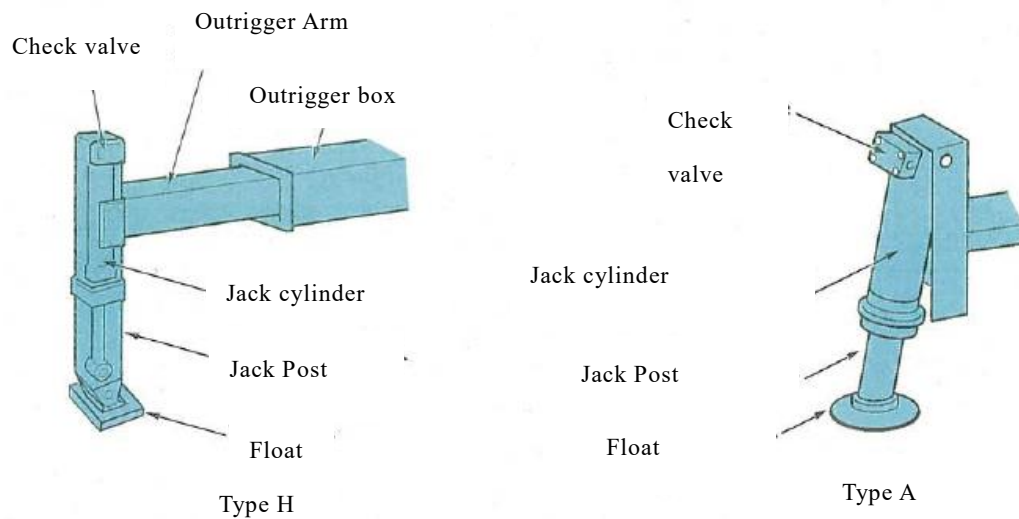 Outrigger Arm
Check valve
Outrigger box
Jack cylinder
Jack Post
Float
Type H
Check
valve
Jack cylinder
Jack Post
Float
Type A